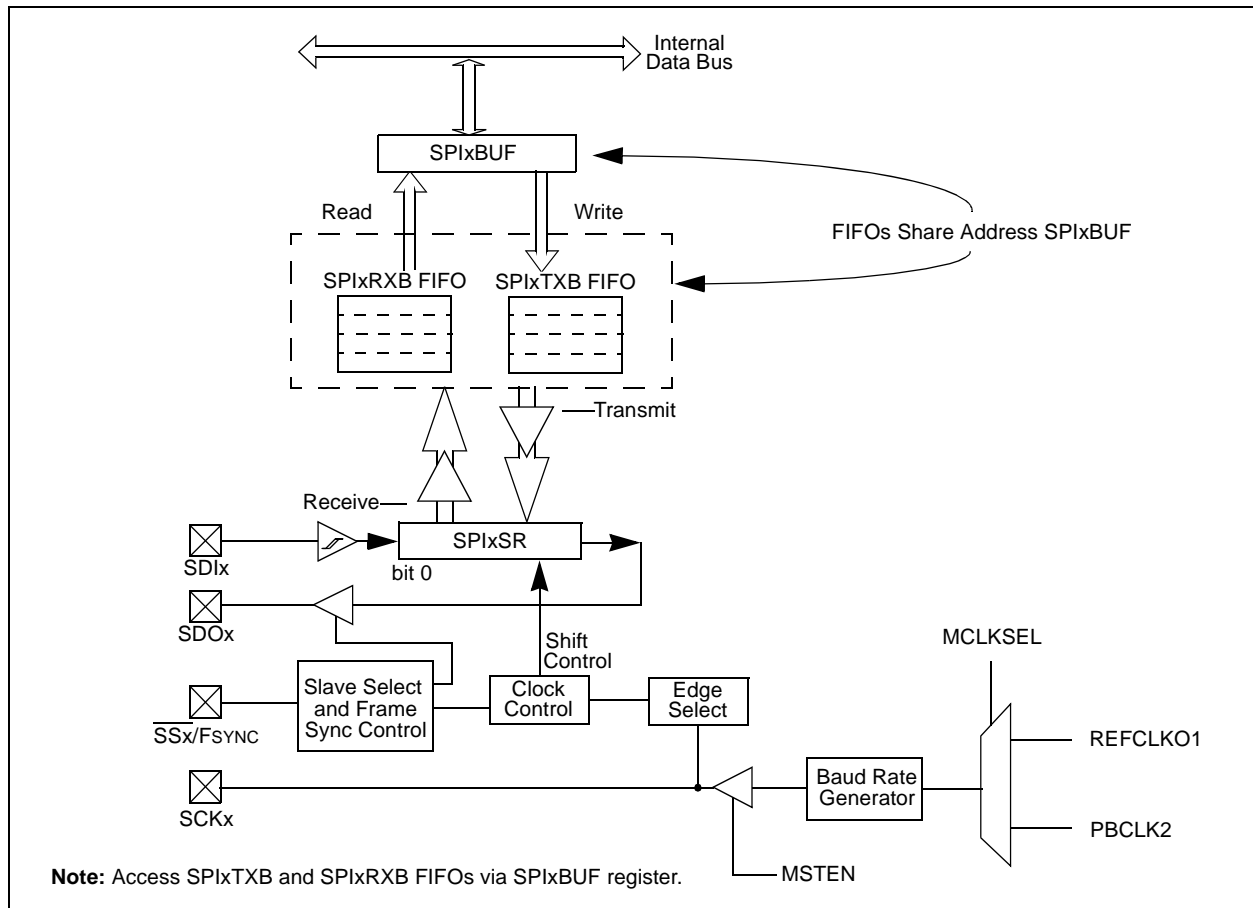 Internal
Data Bus
SPIxBUF
Read
Write
FIFOs Share Address SPIxBUF
SPIxRXB FIFO
SPIxTXB FIFO
Transmit
Receive
SPIxSR
SDIx
bit 0
SDOx
Shift
Control
MCLKSEL
Slave Select
and Frame
Sync Control
Clock
Control
Edge
Select
SSx/FSYNC
REFCLKO1
Baud Rate
Generator
SCKx
PBCLK2
MSTEN
Note: Access SPIxTXB and SPIxRXB FIFOs via SPIxBUF register.